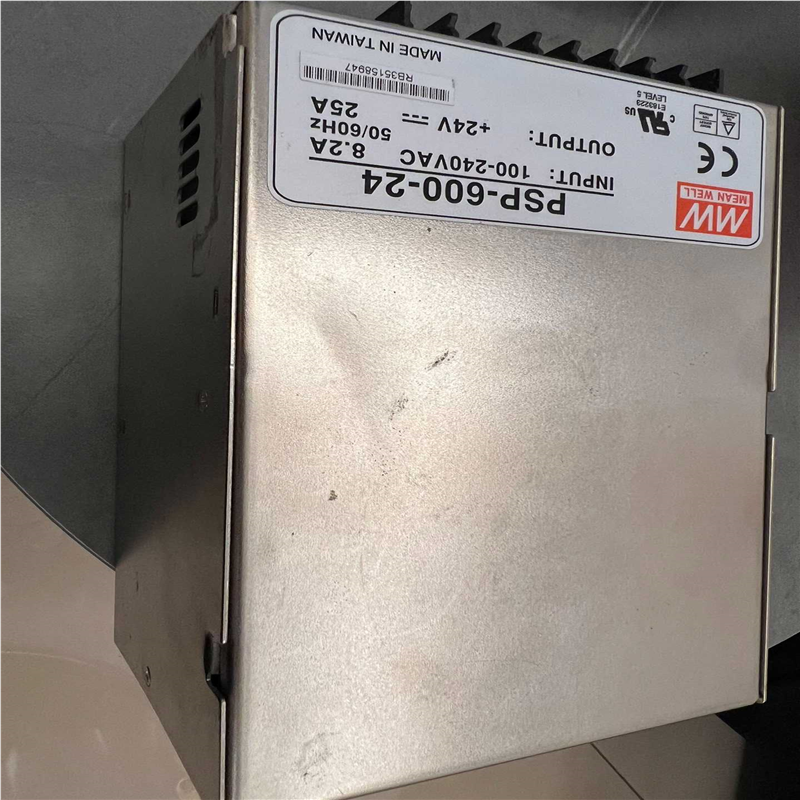 MW
MEAN WELL
PSP-600-24
INPUT: 100-240VAC 8.2A
50/60Hz
OUTPUT: +24V ⎓ 25A
CE
c RU US
E183223
LEVEL 5
RB35158947
MADE IN TAIWAN